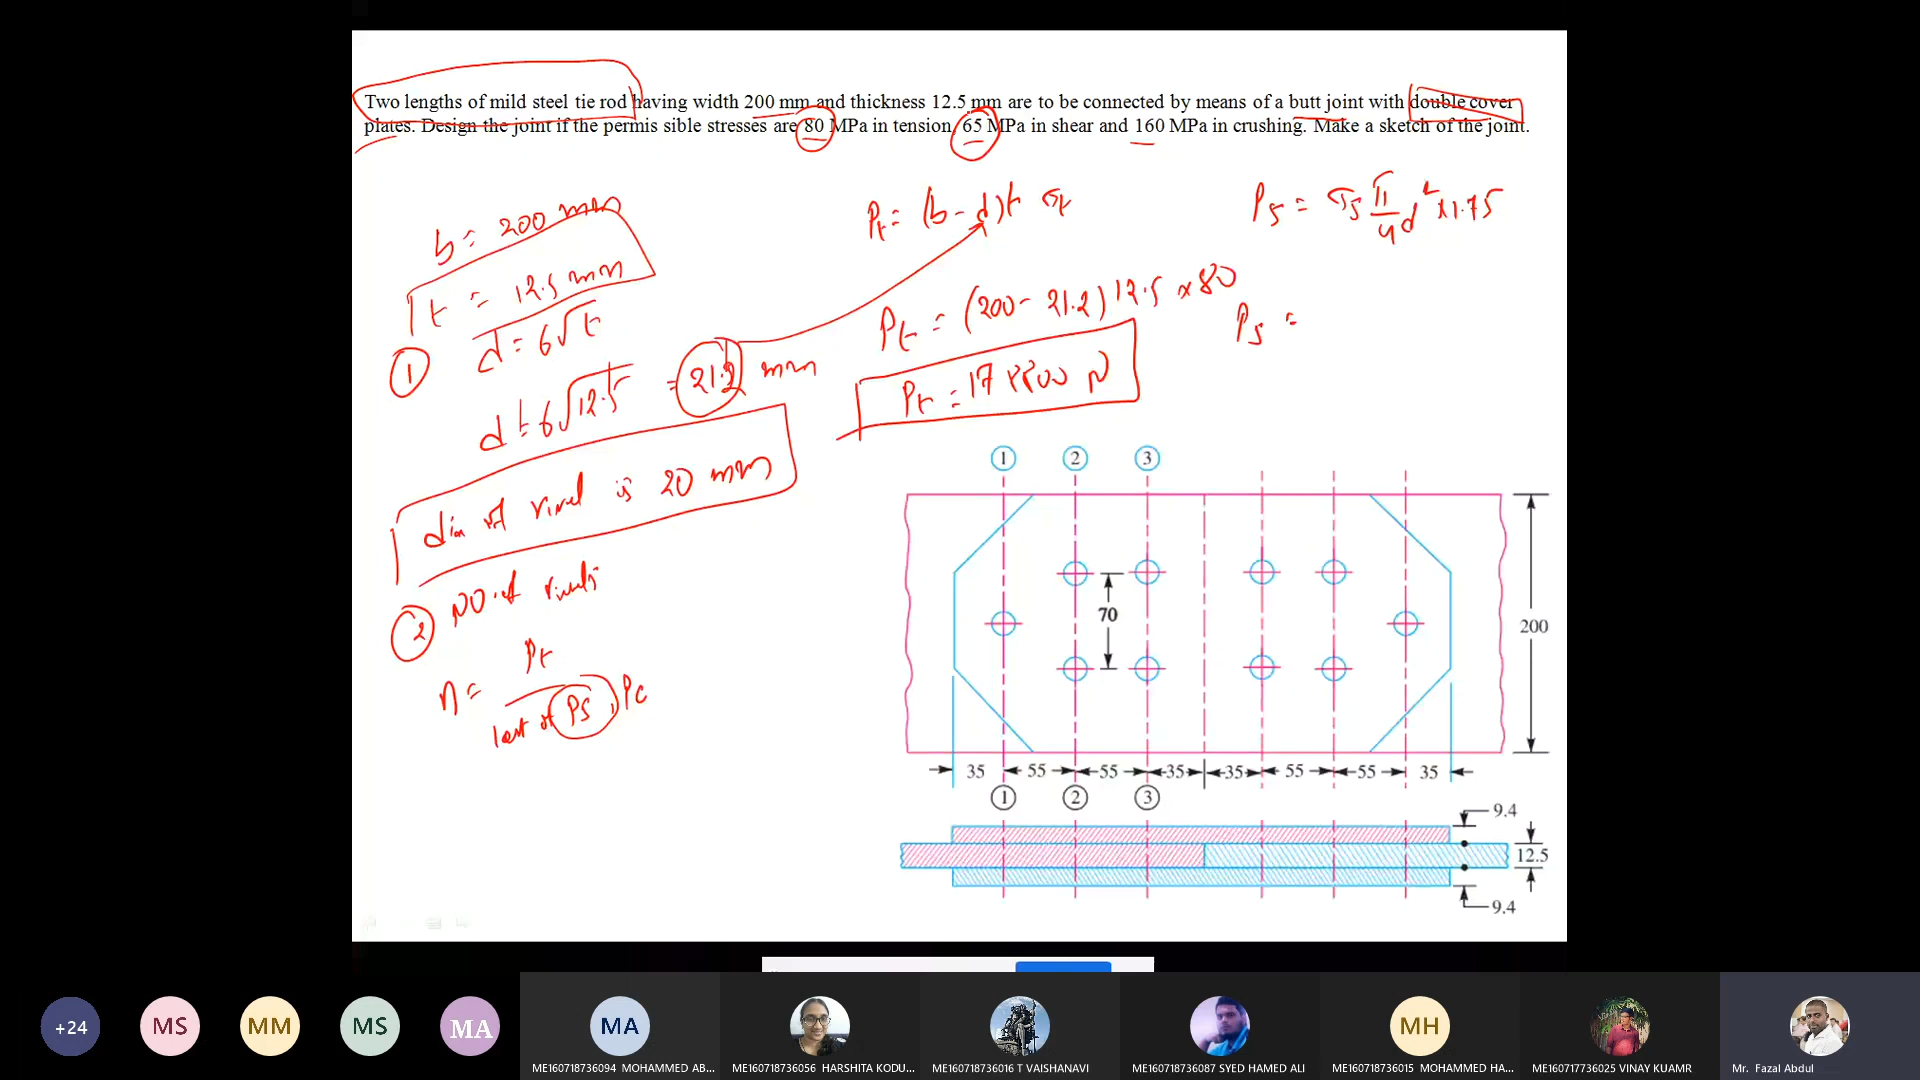 Two lengths of mild steel tie rod having width 200 mm and thickness 12.5 mm are to be connected by means of a butt joint with double cover
plates. Design the joint if the permis sible stresses are 80 MPa in tension, 65 MPa in shear and 160 MPa in crushing. Make a sketch of the joint.
b = 200 mm
t = 12.5 mm
① d = 6√t
d = 6√12.5 = 21.2 mm
dia of rivet is 20 mm
② NO. of rivets
n = Pt
least of Ps, Pc
Pt = (b - d) t σt
Pt = (200 - 21.2) 12.5 × 80
Pt = 178800 N
Ps = π/4 d² × 1.75
Ps =
① ② ③
70
200
35 55 55 35 35 55 55 35
① ② ③
9.4
12.5
9.4
+24 MS MM MS MA MA MH
ME160718736094 MOHAMMED AB...
ME160718736056 HARSHITA KODU...
ME160718736016 T VAISHANAVI
ME160718736087 SYED HAMED ALI
ME160718736015 MOHAMMED HA...
ME160717736025 VINAY KUAMR
Mr. Fazal Abdul